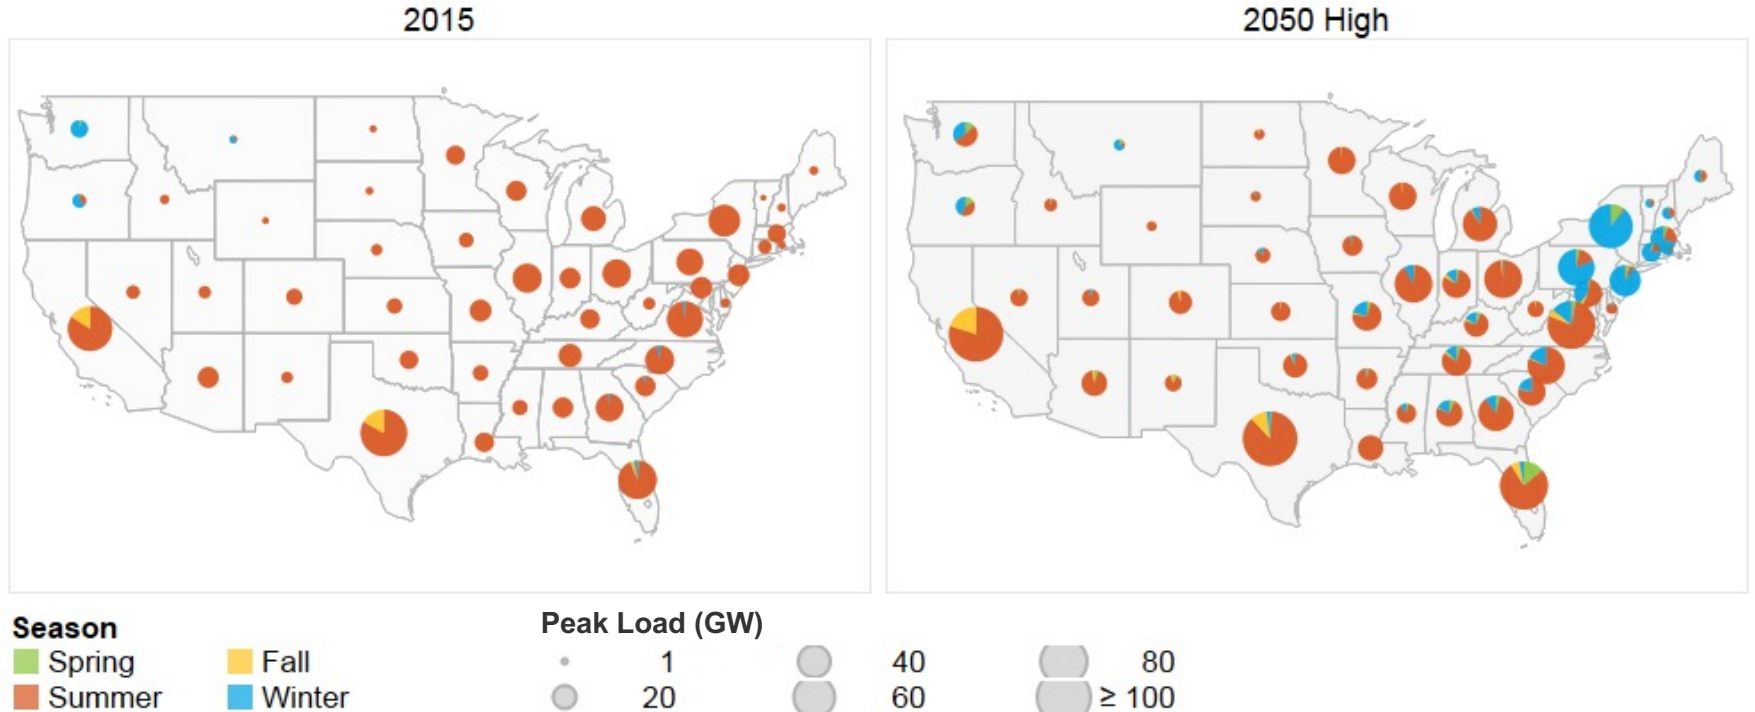 2015 2050 High
Season Peak Load (GW)
Spring Fall 1 40 80
Summer Winter 20 60 ≥ 100